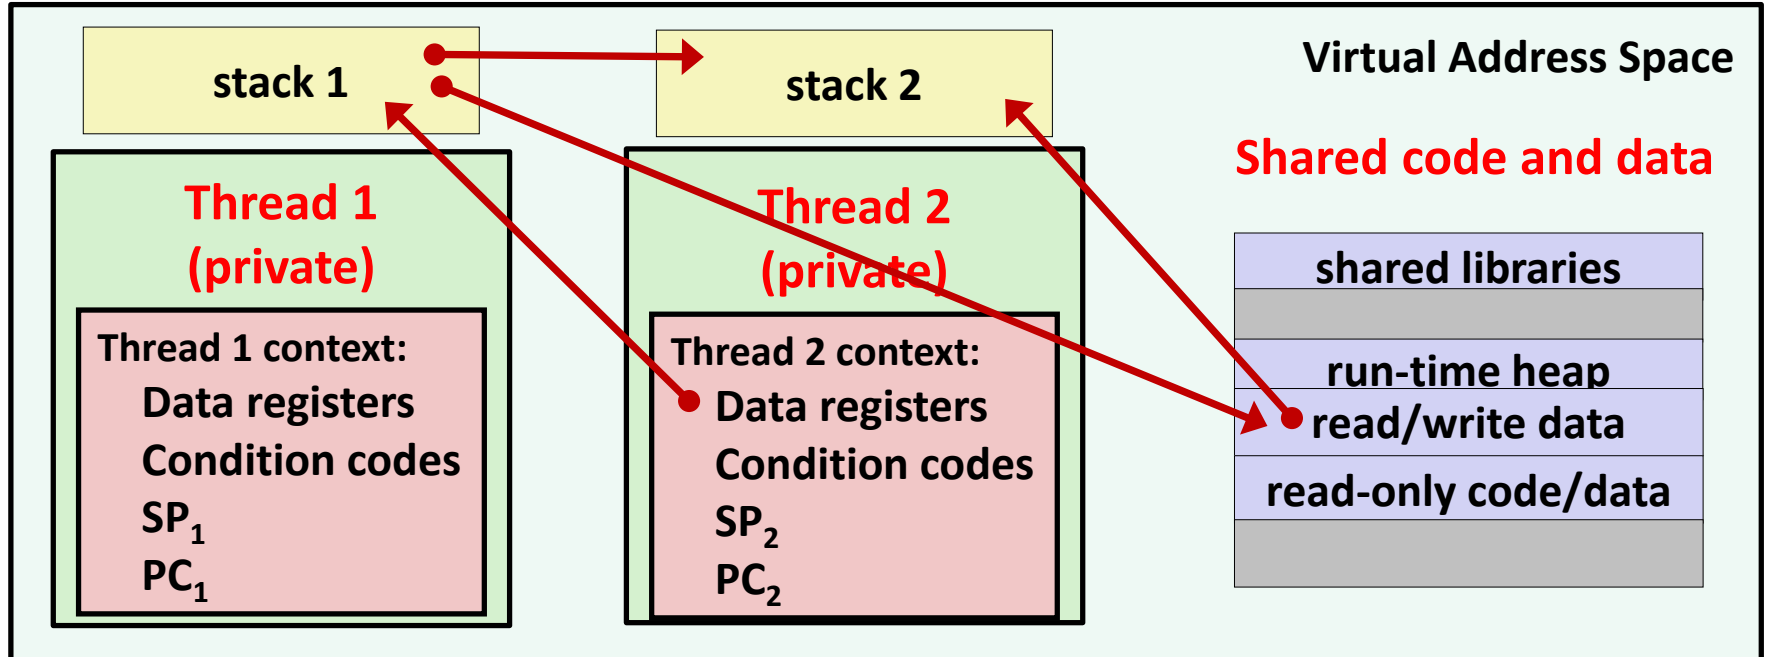 stack 1
stack 2
Virtual Address Space
Shared code and data
Thread 1
(private)
Thread 1 context:
Data registers
Condition codes
SP1
PC1
Thread 2
(private)
Thread 2 context:
Data registers
Condition codes
SP2
PC2
shared libraries
run-time heap
read/write data
read-only code/data